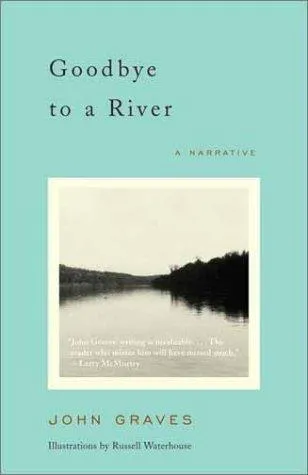 Goodbye
to a River
A NARRATIVE
"John Graves' writing is invaluable. . . . The
reader who misses him will have missed much."
– Larry McMurtry
JOHN GRAVES
Illustrations by Russell Waterhouse